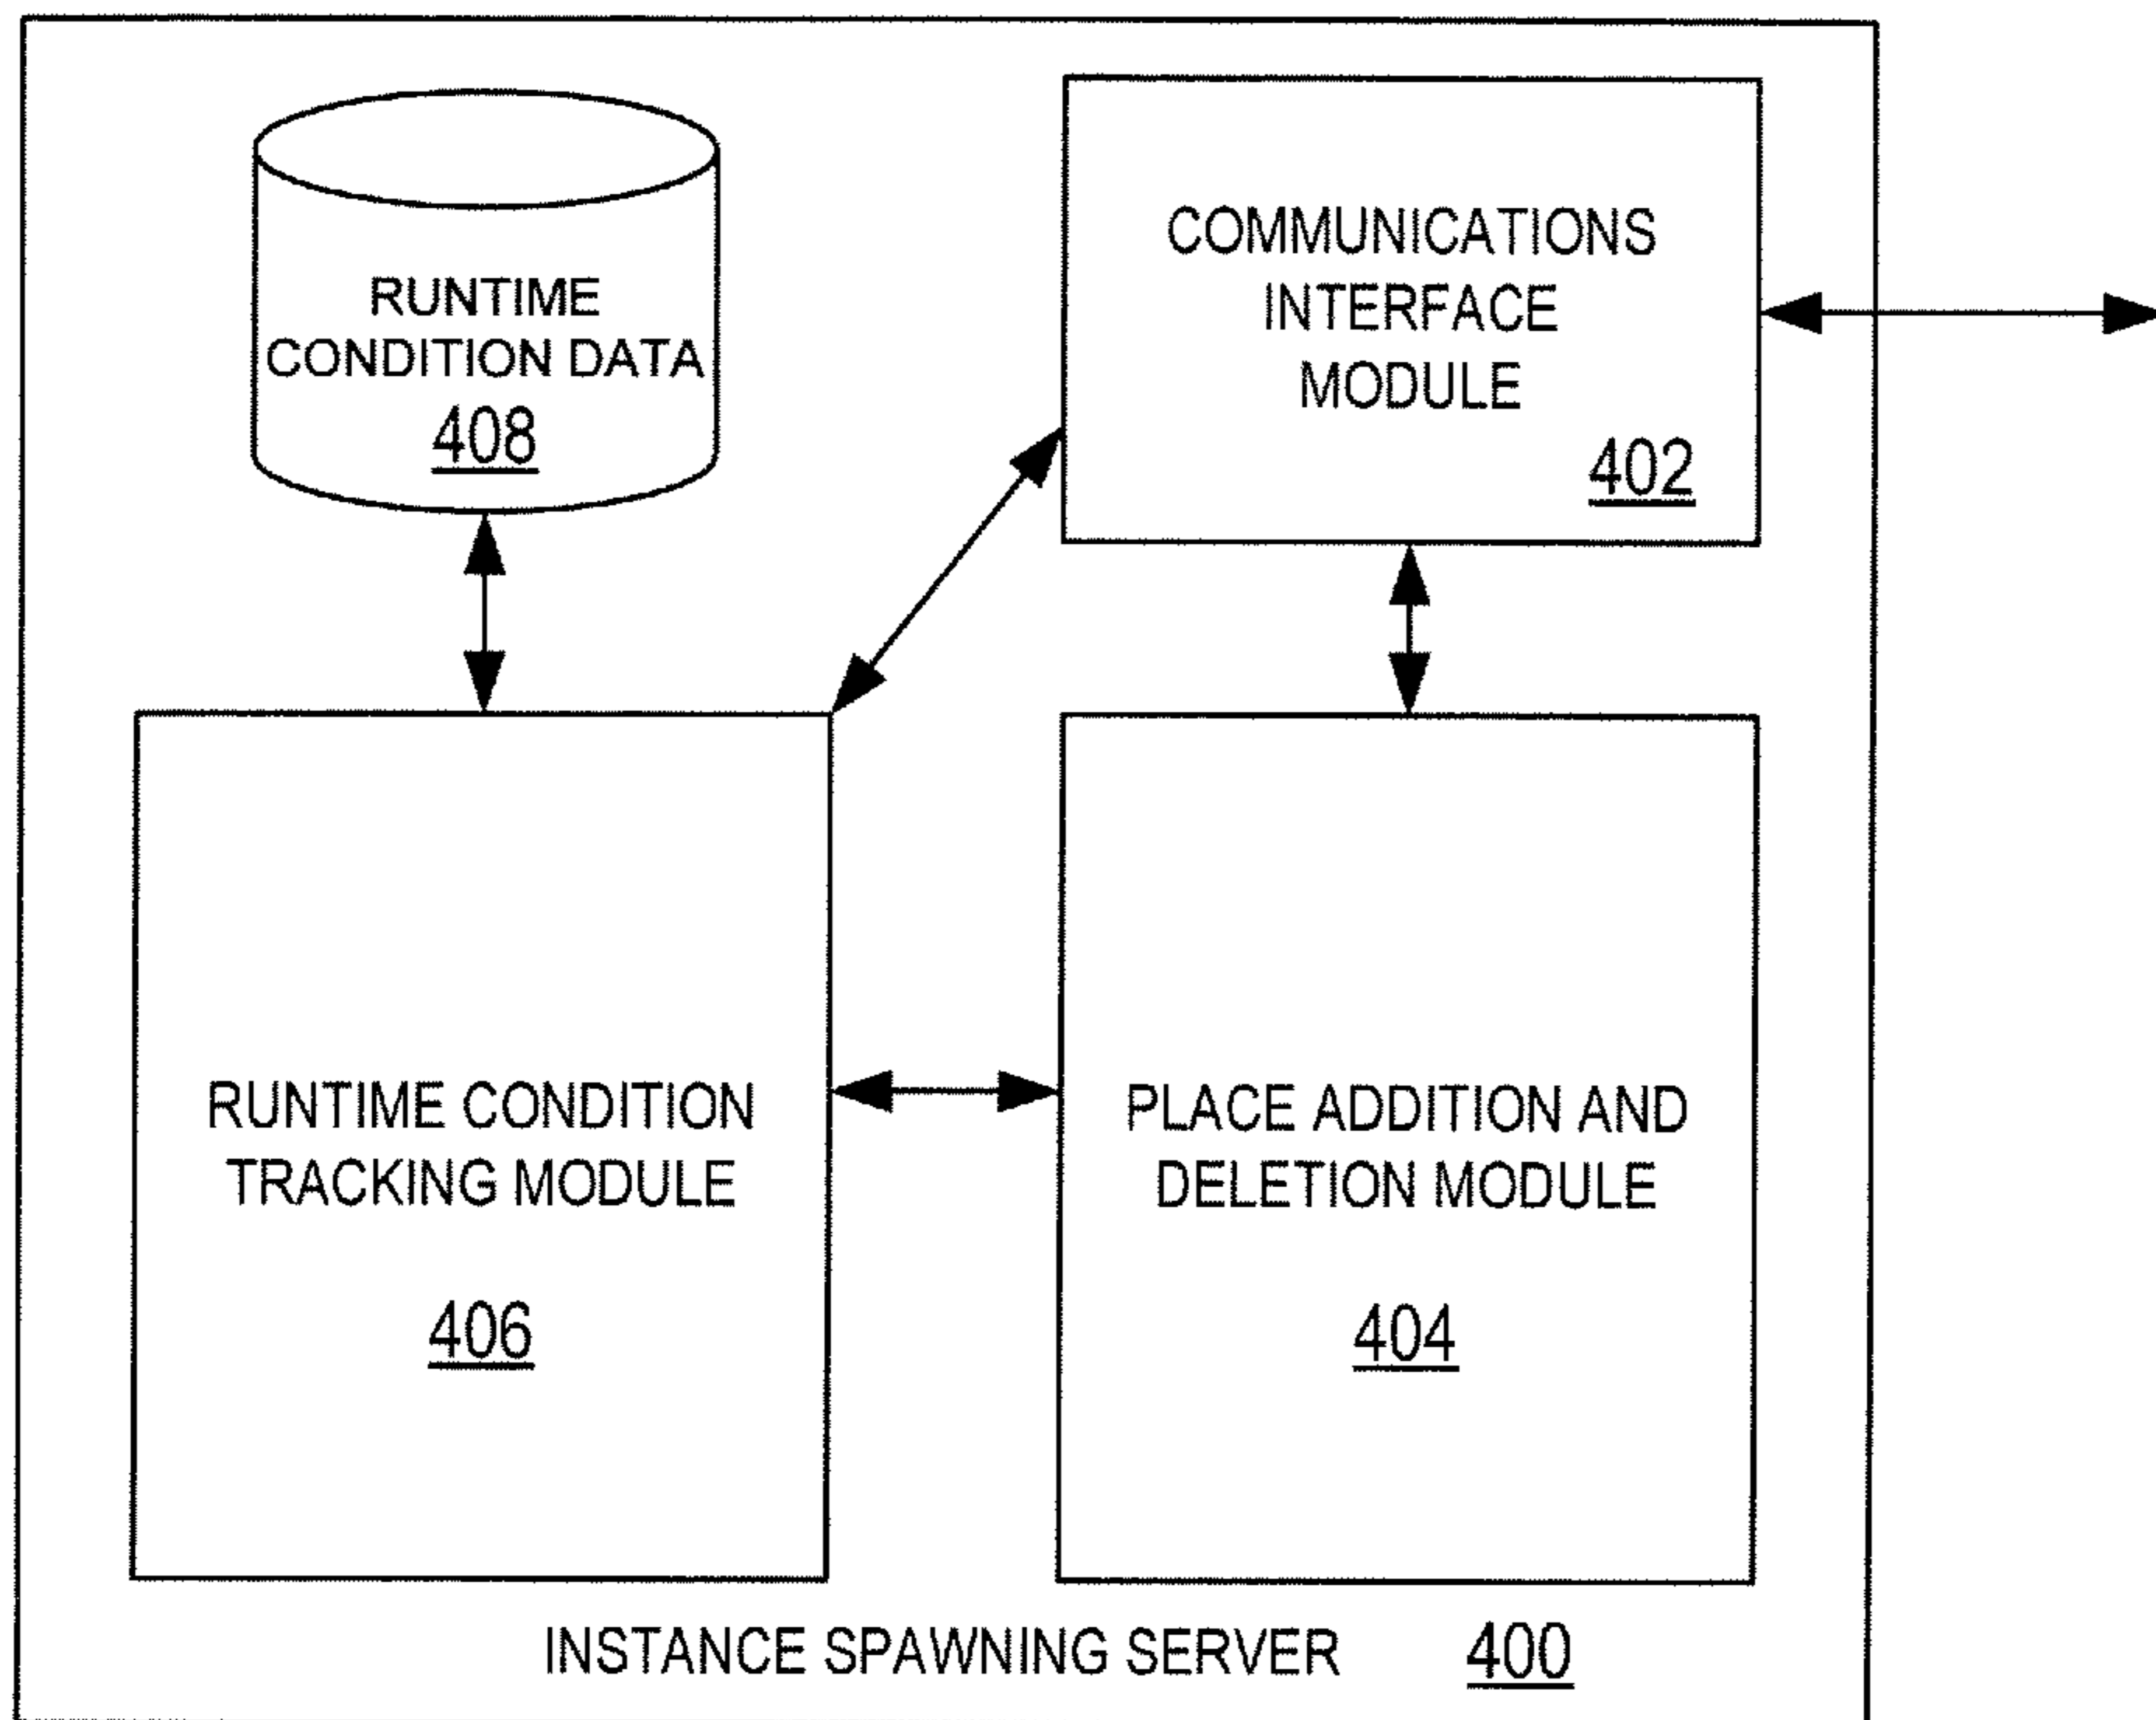 RUNTIME
CONDITION DATA
408
COMMUNICATIONS
INTERFACE
MODULE
402
RUNTIME CONDITION
TRACKING MODULE
406
PLACE ADDITION AND
DELETION MODULE
404
INSTANCE SPAWNING SERVER 400